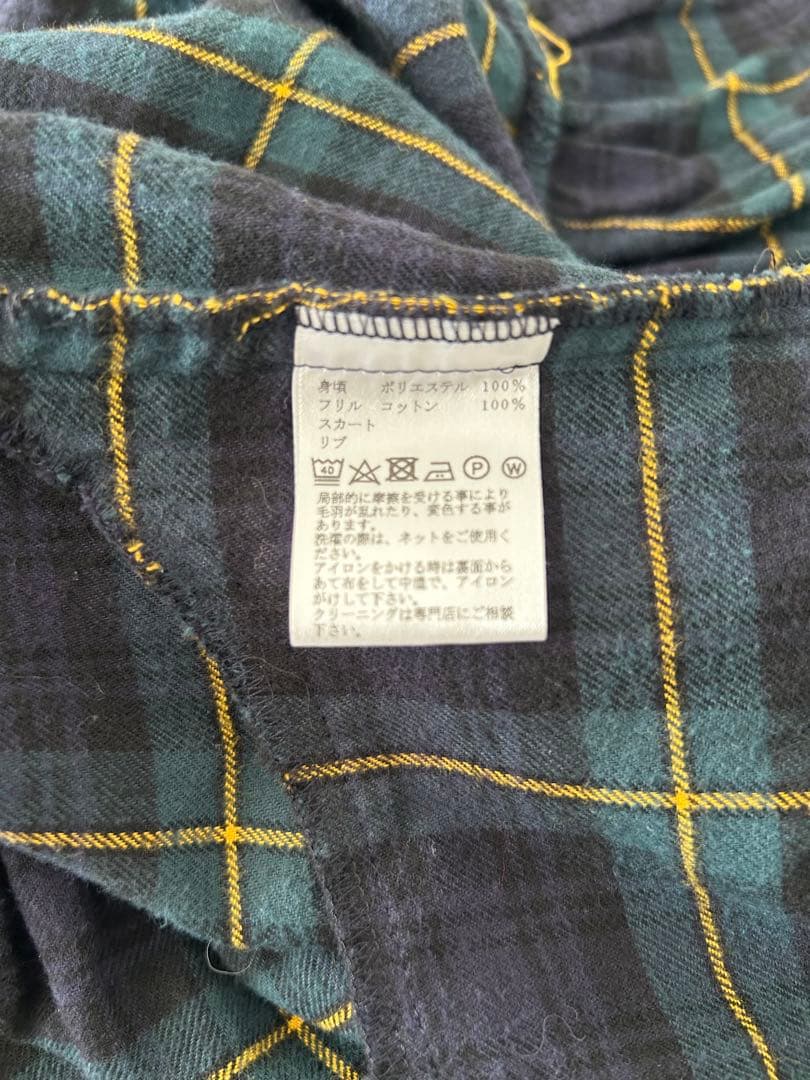 身頃 ポリエステル 100%
フリル コットン 100%
スカート
リブ
40 P W
局部的に摩擦を受ける事により
毛羽が乱れたり、変色する事が
あります。
洗濯の際は、ネットをご使用く
ださい。
アイロンをかける時は裏面から
あて布をして中温で、アイロン
がけして下さい。
クリーニングは専門店にご相談
下さい。